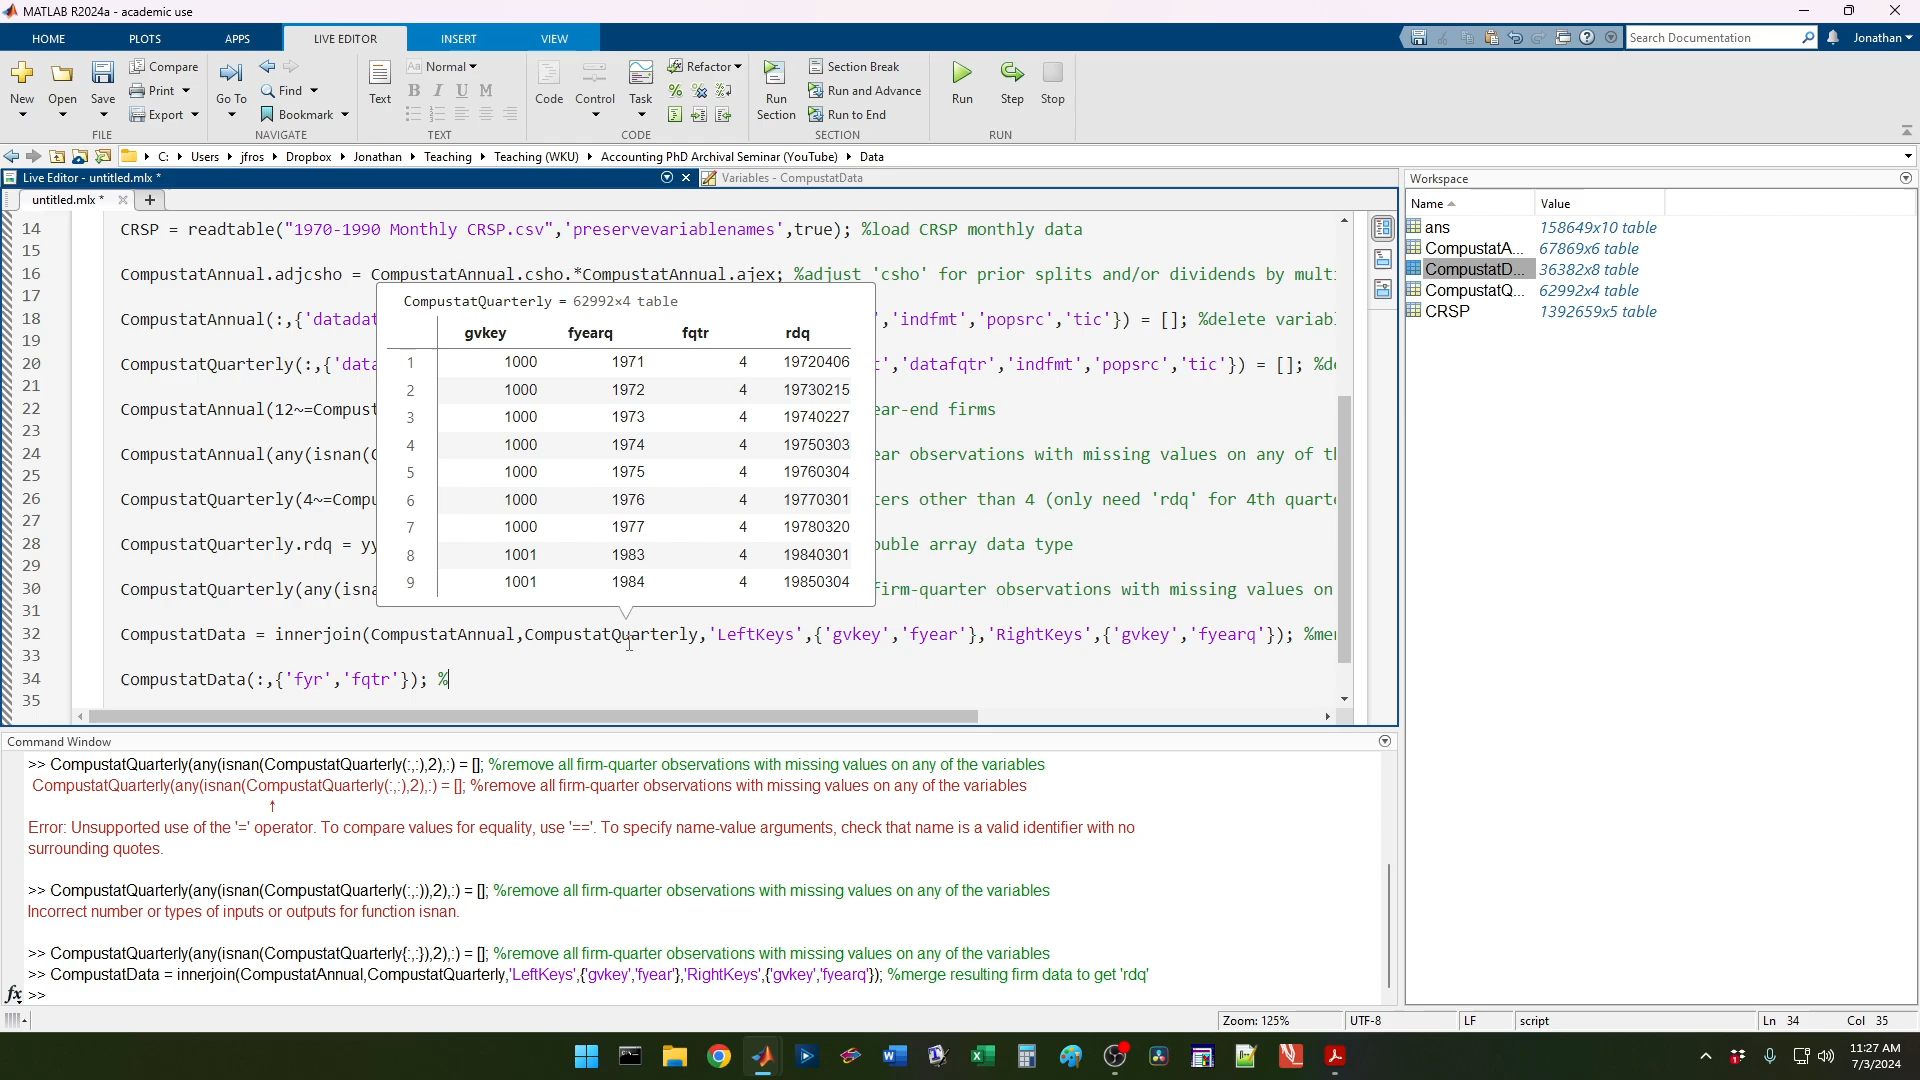 MATLAB R2024a - academic use
HOME PLOTS APPS LIVE EDITOR INSERT VIEW
Search Documentation Jonathan
New Open Save Compare Print Export Go To Find Bookmark Text Normal B I U M Code Control Task Refactor Run Section Section Break Run and Advance Run to End Run Step Stop
FILE NAVIGATE TEXT CODE SECTION RUN
C: Users jfros Dropbox Jonathan Teaching Teaching (WKU) Accounting PhD Archival Seminar (YouTube) Data
Live Editor - untitled.mlx * Variables - CompustatData Workspace
untitled.mlx * +
Name Value
ans 158649x10 table
CompustatA... 67869x6 table
CompustatD... 36382x8 table
CompustatQ... 62992x4 table
CRSP 1392659x5 table
14 CRSP = readtable("1970-1990 Monthly CRSP.csv",'preservevariablenames',true); %load CRSP monthly data
15
16 CompustatAnnual.adjcsho = CompustatAnnual.csho.*CompustatAnnual.ajex; %adjust 'csho' for prior splits and/or dividends by mult
17
18 CompustatAnnual(:,{'datadat ,'indfmt','popsrc','tic'}) = []; %delete variab
19
20 CompustatQuarterly(:,{'data t','datafqtr','indfmt','popsrc','tic'}) = []; %d
21
22 CompustatAnnual(12~=Compust ear-end firms
23
24 CompustatAnnual(any(isnan(C ear observations with missing values on any of t
25
26 CompustatQuarterly(4~=Compu ters other than 4 (only need 'rdq' for 4th quart
27
28 CompustatQuarterly.rdq = yy ouble array data type
29
30 CompustatQuarterly(any(isna firm-quarter observations with missing values on
31
32 CompustatData = innerjoin(CompustatAnnual,CompustatQuarterly,'LeftKeys',{'gvkey','fyear'},'RightKeys',{'gvkey','fyearq'}); %me
33
34 CompustatData(:,{'fyr','fqtr'}); %
35
CompustatQuarterly = 62992x4 table
gvkey fyearq fqtr rdq
1 1000 1971 4 19720406
2 1000 1972 4 19730215
3 1000 1973 4 19740227
4 1000 1974 4 19750303
5 1000 1975 4 19760304
6 1000 1976 4 19770301
7 1000 1977 4 19780320
8 1001 1983 4 19840301
9 1001 1984 4 19850304
Command Window
>> CompustatQuarterly(any(isnan(CompustatQuarterly(:,:),2),:) = []; %remove all firm-quarter observations with missing values on any of the variables
CompustatQuarterly(any(isnan(CompustatQuarterly(:,:),2),:) = []; %remove all firm-quarter observations with missing values on any of the variables
↑
Error: Unsupported use of the '=' operator. To compare values for equality, use '=='. To specify name-value arguments, check that name is a valid identifier with no
surrounding quotes.
>> CompustatQuarterly(any(isnan(CompustatQuarterly(:,:)),2),:) = []; %remove all firm-quarter observations with missing values on any of the variables
Incorrect number or types of inputs or outputs for function isnan.
>> CompustatQuarterly(any(isnan(CompustatQuarterly{:,:}),2),:) = []; %remove all firm-quarter observations with missing values on any of the variables
>> CompustatData = innerjoin(CompustatAnnual,CompustatQuarterly,'LeftKeys',{'gvkey','fyear'},'RightKeys',{'gvkey','fyearq'}); %merge resulting firm data to get 'rdq'
fx >>
Zoom: 125% UTF-8 LF script Ln 34 Col 35
11:27 AM
7/3/2024